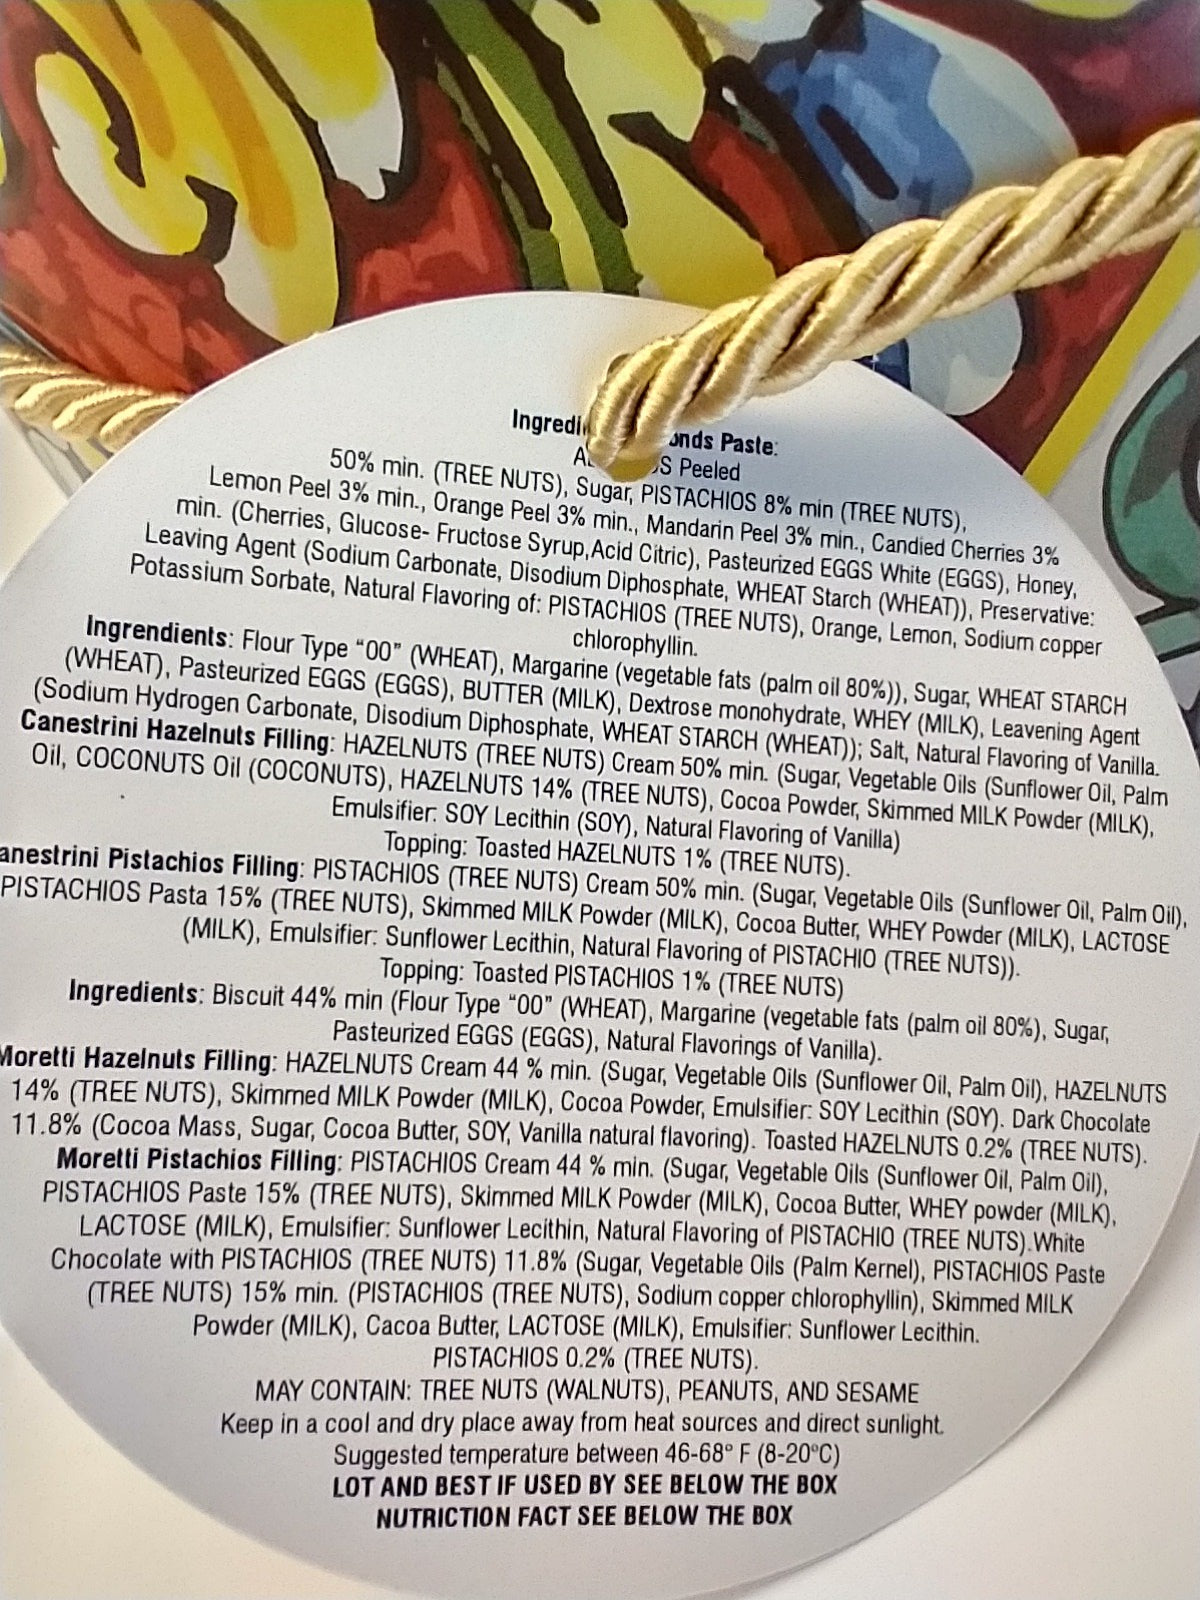 Ingredi onds Paste:
A S Peeled
50% min. (TREE NUTS), Sugar, PISTACHIOS 8% min (TREE NUTS),
Lemon Peel 3% min., Orange Peel 3% min., Mandarin Peel 3% min., Candied Cherries 3%
min. (Cherries, Glucose- Fructose Syrup,Acid Citric), Pasteurized EGGS White (EGGS), Honey,
Leaving Agent (Sodium Carbonate, Disodium Diphosphate, WHEAT Starch (WHEAT)), Preservative:
Potassium Sorbate, Natural Flavoring of: PISTACHIOS (TREE NUTS), Orange, Lemon, Sodium copper
chlorophyllin.
Ingrendients: Flour Type “00” (WHEAT), Margarine (vegetable fats (palm oil 80%)), Sugar, WHEAT STARCH
(WHEAT), Pasteurized EGGS (EGGS), BUTTER (MILK), Dextrose monohydrate, WHEY (MILK), Leavening Agent
(Sodium Hydrogen Carbonate, Disodium Diphosphate, WHEAT STARCH (WHEAT)); Salt, Natural Flavoring of Vanilla.
Canestrini Hazelnuts Filling: HAZELNUTS (TREE NUTS) Cream 50% min. (Sugar, Vegetable Oils (Sunflower Oil, Palm
Oil, COCONUTS Oil (COCONUTS), HAZELNUTS 14% (TREE NUTS), Cocoa Powder, Skimmed MILK Powder (MILK),
Emulsifier: SOY Lecithin (SOY), Natural Flavoring of Vanilla)
Topping: Toasted HAZELNUTS 1% (TREE NUTS).
anestrini Pistachios Filling: PISTACHIOS (TREE NUTS) Cream 50% min. (Sugar, Vegetable Oils (Sunflower Oil, Palm Oil),
PISTACHIOS Pasta 15% (TREE NUTS), Skimmed MILK Powder (MILK), Cocoa Butter, WHEY Powder (MILK), LACTOSE
(MILK), Emulsifier: Sunflower Lecithin, Natural Flavoring of PISTACHIO (TREE NUTS)).
Topping: Toasted PISTACHIOS 1% (TREE NUTS)
Ingredients: Biscuit 44% min (Flour Type “00” (WHEAT), Margarine (vegetable fats (palm oil 80%), Sugar,
Pasteurized EGGS (EGGS), Natural Flavorings of Vanilla).
Moretti Hazelnuts Filling: HAZELNUTS Cream 44 % min. (Sugar, Vegetable Oils (Sunflower Oil, Palm Oil), HAZELNUTS
14% (TREE NUTS), Skimmed MILK Powder (MILK), Cocoa Powder, Emulsifier: SOY Lecithin (SOY). Dark Chocolate
11.8% (Cocoa Mass, Sugar, Cocoa Butter, SOY, Vanilla natural flavoring). Toasted HAZELNUTS 0.2% (TREE NUTS).
Moretti Pistachios Filling: PISTACHIOS Cream 44 % min. (Sugar, Vegetable Oils (Sunflower Oil, Palm Oil),
PISTACHIOS Paste 15% (TREE NUTS), Skimmed MILK Powder (MILK), Cocoa Butter, WHEY powder (MILK),
LACTOSE (MILK), Emulsifier: Sunflower Lecithin, Natural Flavoring of PISTACHIO (TREE NUTS).White
Chocolate with PISTACHIOS (TREE NUTS) 11.8% (Sugar, Vegetable Oils (Palm Kernel), PISTACHIOS Paste
(TREE NUTS) 15% min. (PISTACHIOS (TREE NUTS), Sodium copper chlorophyllin), Skimmed MILK
Powder (MILK), Cacoa Butter, LACTOSE (MILK), Emulsifier: Sunflower Lecithin.
PISTACHIOS 0.2% (TREE NUTS).
MAY CONTAIN: TREE NUTS (WALNUTS), PEANUTS, AND SESAME
Keep in a cool and dry place away from heat sources and direct sunlight.
Suggested temperature between 46-68° F (8-20°C)
LOT AND BEST IF USED BY SEE BELOW THE BOX
NUTRICTION FACT SEE BELOW THE BOX